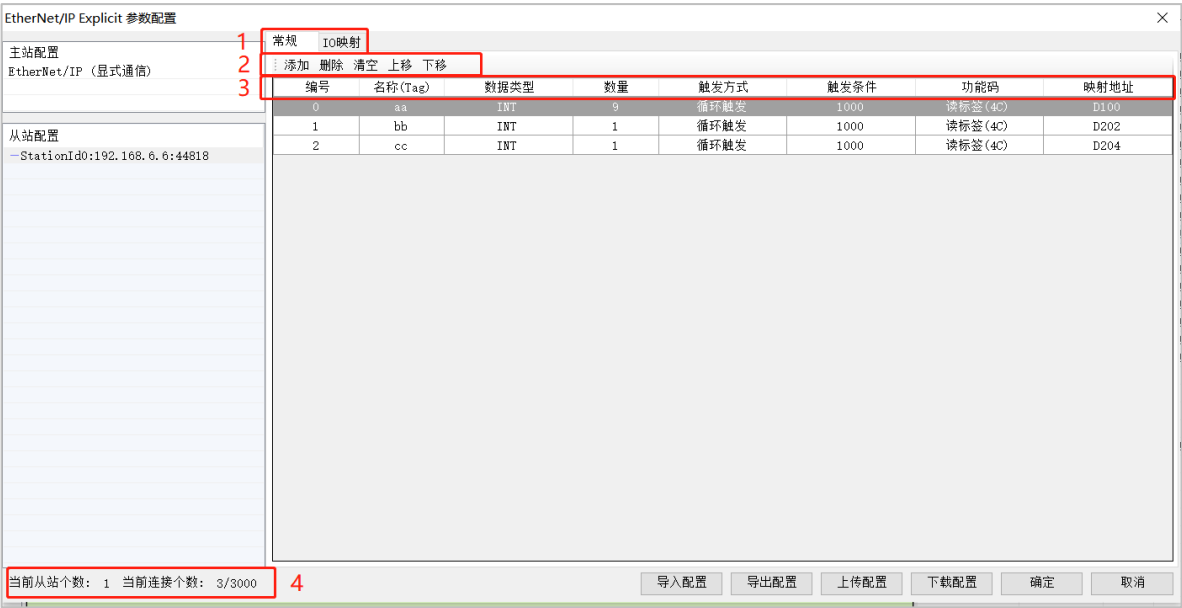 EtherNet/IP Explicit 参数配置
主站配置
EtherNet/IP (显式通信)
从站配置
—StationId0:192.168.6.6:44818
1 常规 IO映射
2 添加 删除 清空 上移 下移
3 编号 名称(Tag) 数据类型 数量 触发方式 触发条件 功能码 映射地址
0 aa INT 9 循环触发 1000 读标签(4C) D100
1 bb INT 1 循环触发 1000 读标签(4C) D202
2 cc INT 1 循环触发 1000 读标签(4C) D204
当前从站个数: 1 当前连接个数: 3/3000 4
导入配置 导出配置 上传配置 下载配置 确定 取消